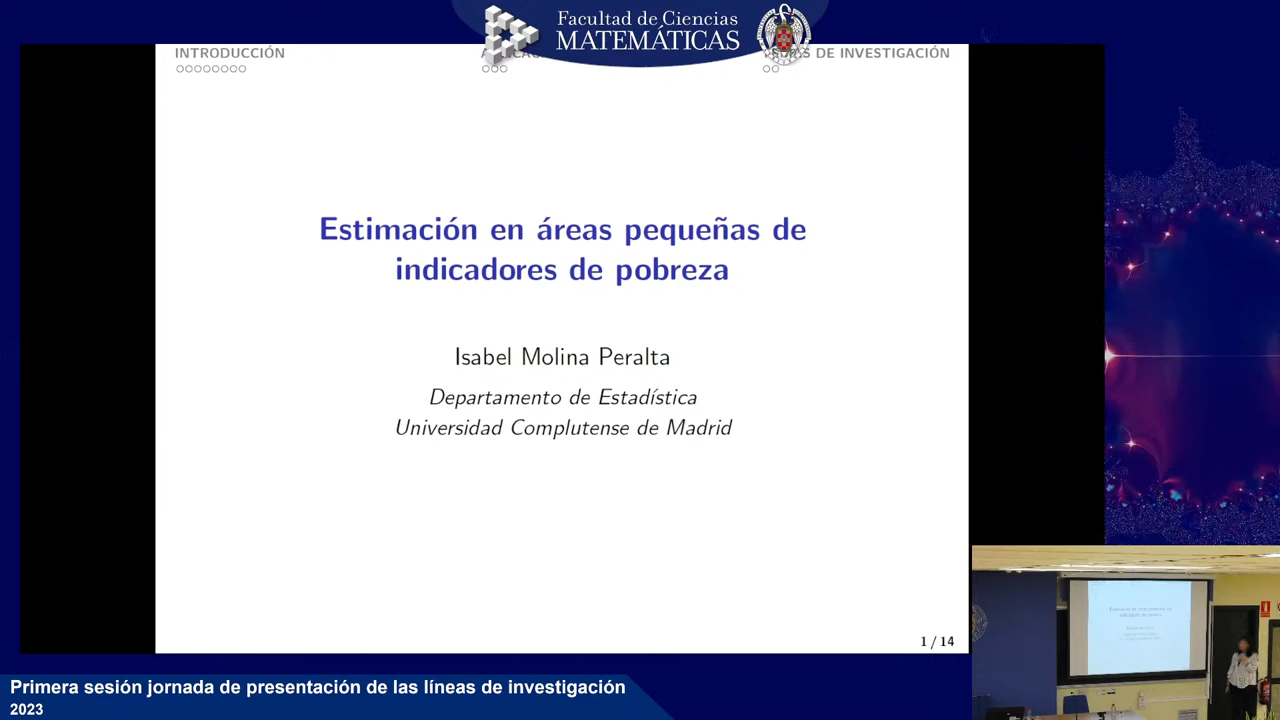 Facultad de Ciencias
MATEMÁTICAS
INTRODUCCIÓN
DE INVESTIGACIÓN
Estimación en áreas pequeñas de
indicadores de pobreza
Isabel Molina Peralta
Departamento de Estadística
Universidad Complutense de Madrid
1 / 14
Primera sesión jornada de presentación de las líneas de investigación
2023